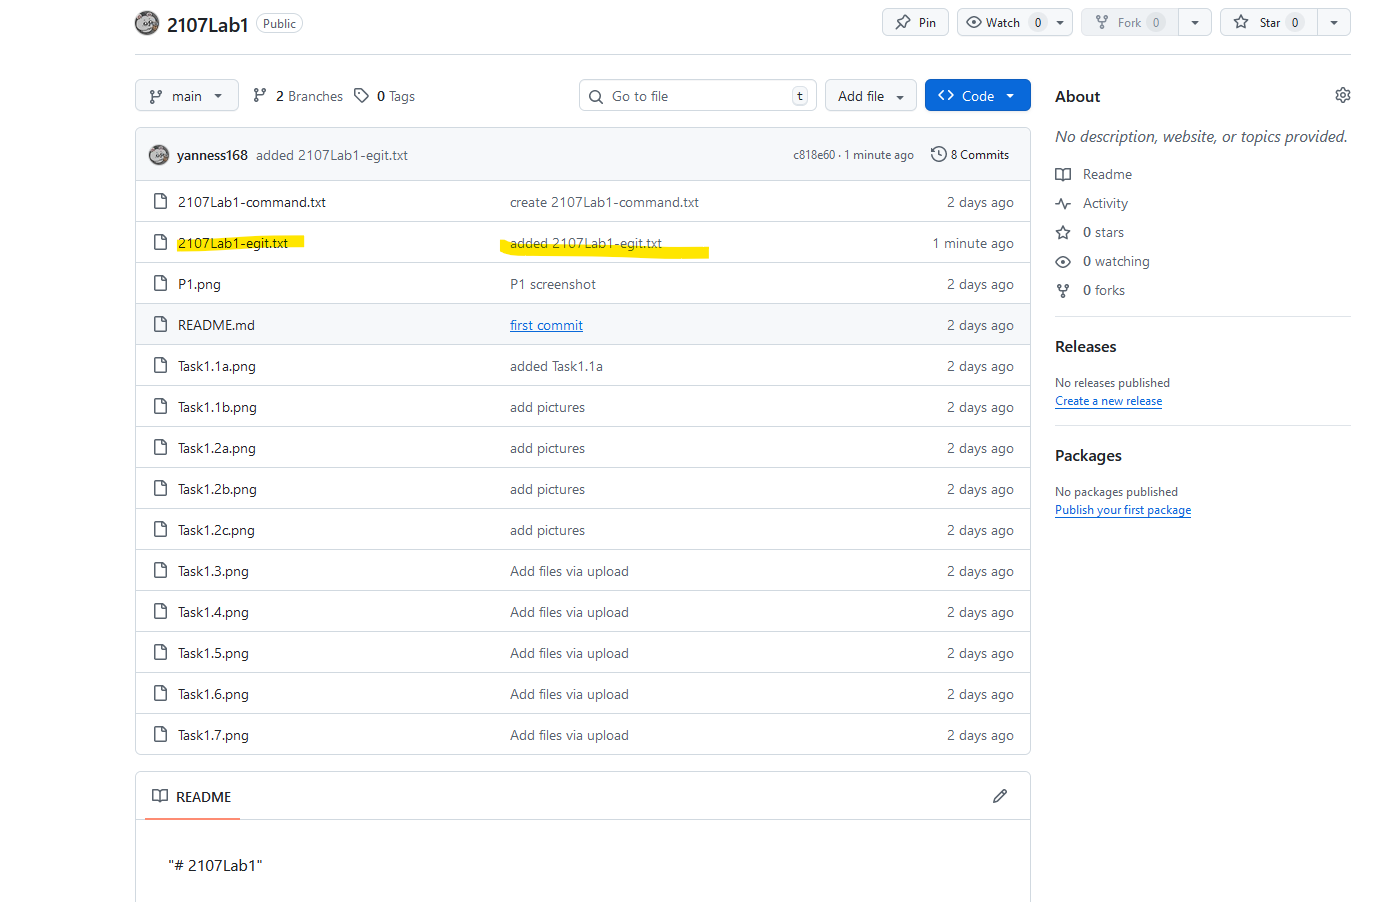 2107Lab1 Public Pin Watch 0 Fork 0 Star 0
main 2 Branches 0 Tags Go to file t Add file Code
yanness168 added 2107Lab1-egit.txt c818e60 · 1 minute ago 8 Commits
2107Lab1-command.txt create 2107Lab1-command.txt 2 days ago
2107Lab1-egit.txt added 2107Lab1-egit.txt 1 minute ago
P1.png P1 screenshot 2 days ago
README.md first commit 2 days ago
Task1.1a.png added Task1.1a 2 days ago
Task1.1b.png add pictures 2 days ago
Task1.2a.png add pictures 2 days ago
Task1.2b.png add pictures 2 days ago
Task1.2c.png add pictures 2 days ago
Task1.3.png Add files via upload 2 days ago
Task1.4.png Add files via upload 2 days ago
Task1.5.png Add files via upload 2 days ago
Task1.6.png Add files via upload 2 days ago
Task1.7.png Add files via upload 2 days ago
README
"# 2107Lab1"
About
No description, website, or topics provided.
Readme
Activity
0 stars
0 watching
0 forks
Releases
No releases published
Create a new release
Packages
No packages published
Publish your first package